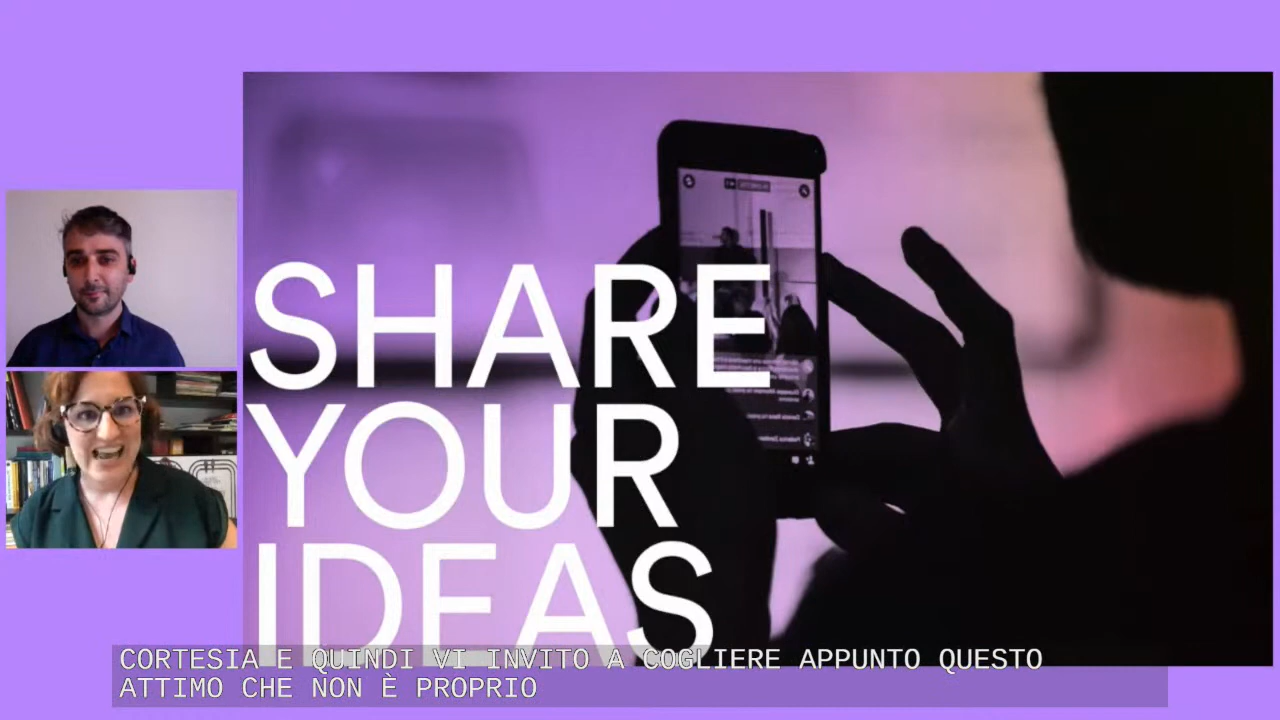 SHARE
YOUR
IDEAS
CORTESIA E QUINDI VI INVITO A COGLIERE APPUNTO QUESTO
ATTIMO CHE NON È PROPRIO